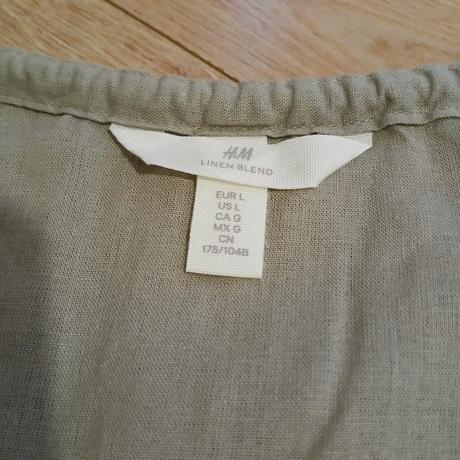 H&M
LINEN BLEND
EUR L
US L
CA G
MX G
CN
175/104B